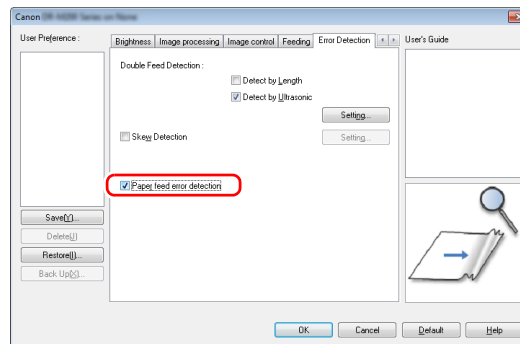 Canon
User Preference :
Brightness Image processing Image control Feeding Error Detection
User's Guide
Double Feed Detection :
Detect by Length
Detect by Ultrasonic
Setting...
Skew Detection
Setting...
Paper feed error detection
Save[Y]...
Delete[J]
Restore[I]...
Back Up[X]...
OK Cancel Default Help